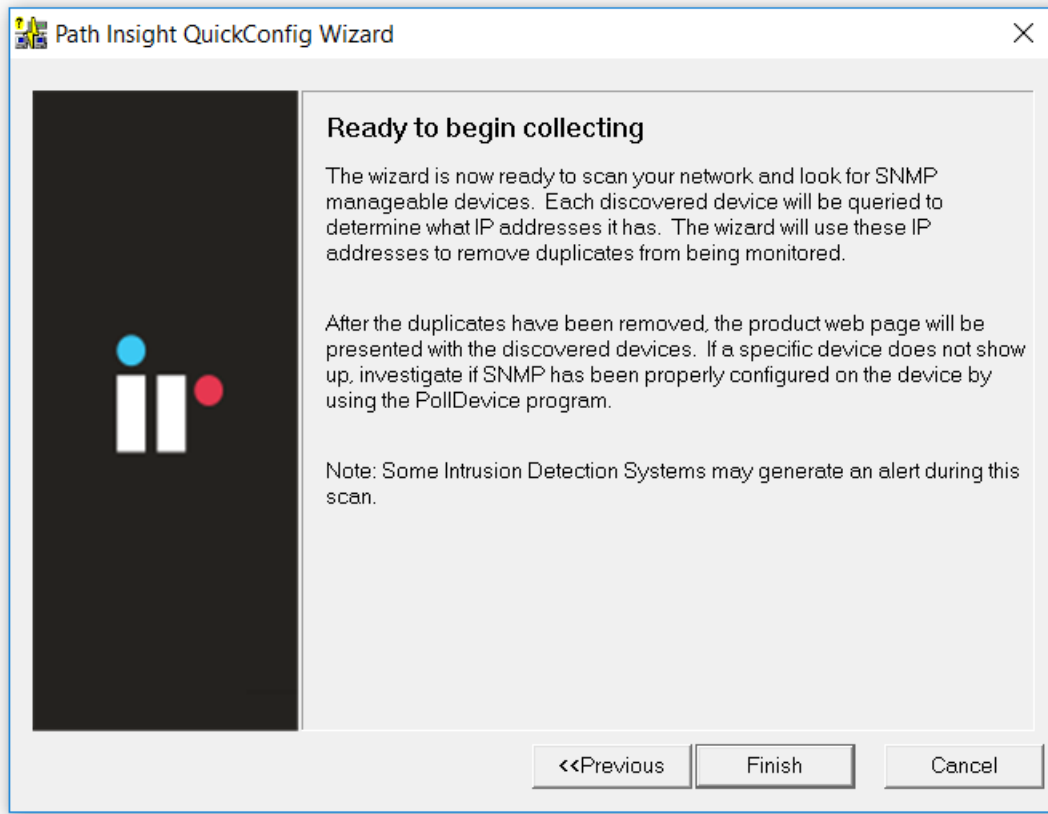 Path Insight QuickConfig Wizard
Ready to begin collecting
The wizard is now ready to scan your network and look for SNMP
manageable devices. Each discovered device will be queried to
determine what IP addresses it has. The wizard will use these IP
addresses to remove duplicates from being monitored.
After the duplicates have been removed, the product web page will be
presented with the discovered devices. If a specific device does not show
up, investigate if SNMP has been properly configured on the device by
using the PollDevice program.
Note: Some Intrusion Detection Systems may generate an alert during this
scan.
ir
<<Previous
Finish
Cancel